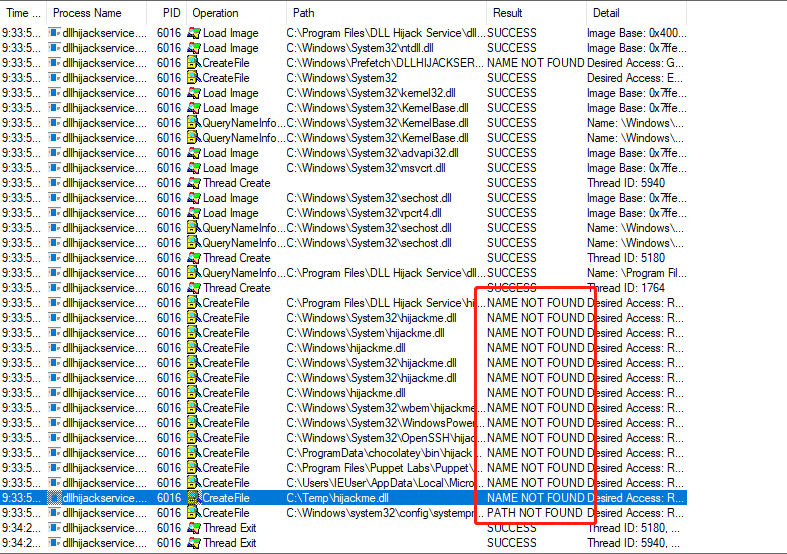 Time ... Process Name PID Operation Path Result Detail
9:33:5... dllhijackservice.... 6016 Load Image C:\Program Files\DLL Hijack Service\dll... SUCCESS Image Base: 0x400...
9:33:5... dllhijackservice.... 6016 Load Image C:\Windows\System32\ntdll.dll SUCCESS Image Base: 0x7ffe...
9:33:5... dllhijackservice.... 6016 CreateFile C:\Windows\Prefetch\DLLHIJACKSER... NAME NOT FOUND Desired Access: G...
9:33:5... dllhijackservice.... 6016 CreateFile C:\Windows\System32 SUCCESS Desired Access: E...
9:33:5... dllhijackservice.... 6016 Load Image C:\Windows\System32\kernel32.dll SUCCESS Image Base: 0x7ffe...
9:33:5... dllhijackservice.... 6016 Load Image C:\Windows\System32\KernelBase.dll SUCCESS Image Base: 0x7ffe...
9:33:5... dllhijackservice.... 6016 QueryNameInfo... C:\Windows\System32\KernelBase.dll SUCCESS Name: \Windows\...
9:33:5... dllhijackservice.... 6016 QueryNameInfo... C:\Windows\System32\KernelBase.dll SUCCESS Name: \Windows\...
9:33:5... dllhijackservice.... 6016 Load Image C:\Windows\System32\advapi32.dll SUCCESS Image Base: 0x7ffe...
9:33:5... dllhijackservice.... 6016 Load Image C:\Windows\System32\msvcrt.dll SUCCESS Image Base: 0x7ffe...
9:33:5... dllhijackservice.... 6016 Thread Create SUCCESS Thread ID: 5940
9:33:5... dllhijackservice.... 6016 Load Image C:\Windows\System32\sechost.dll SUCCESS Image Base: 0x7ffe...
9:33:5... dllhijackservice.... 6016 Load Image C:\Windows\System32\rpcrt4.dll SUCCESS Image Base: 0x7ffe...
9:33:5... dllhijackservice.... 6016 QueryNameInfo... C:\Windows\System32\sechost.dll SUCCESS Name: \Windows\...
9:33:5... dllhijackservice.... 6016 QueryNameInfo... C:\Windows\System32\sechost.dll SUCCESS Name: \Windows\...
9:33:5... dllhijackservice.... 6016 Thread Create SUCCESS Thread ID: 5180
9:33:5... dllhijackservice.... 6016 QueryNameInfo... C:\Program Files\DLL Hijack Service\dll... SUCCESS Name: \Program Fil...
9:33:5... dllhijackservice.... 6016 Thread Create SUCCESS Thread ID: 1764
9:33:5... dllhijackservice.... 6016 CreateFile C:\Program Files\DLL Hijack Service\hij... NAME NOT FOUND Desired Access: R...
9:33:5... dllhijackservice.... 6016 CreateFile C:\Windows\System32\hijackme.dll NAME NOT FOUND Desired Access: R...
9:33:5... dllhijackservice.... 6016 CreateFile C:\Windows\System\hijackme.dll NAME NOT FOUND Desired Access: R...
9:33:5... dllhijackservice.... 6016 CreateFile C:\Windows\hijackme.dll NAME NOT FOUND Desired Access: R...
9:33:5... dllhijackservice.... 6016 CreateFile C:\Windows\System32\hijackme.dll NAME NOT FOUND Desired Access: R...
9:33:5... dllhijackservice.... 6016 CreateFile C:\Windows\System32\hijackme.dll NAME NOT FOUND Desired Access: R...
9:33:5... dllhijackservice.... 6016 CreateFile C:\Windows\hijackme.dll NAME NOT FOUND Desired Access: R...
9:33:5... dllhijackservice.... 6016 CreateFile C:\Windows\System32\wbem\hijackme... NAME NOT FOUND Desired Access: R...
9:33:5... dllhijackservice.... 6016 CreateFile C:\Windows\System32\WindowsPower... NAME NOT FOUND Desired Access: R...
9:33:5... dllhijackservice.... 6016 CreateFile C:\Windows\System32\OpenSSH\hijack... NAME NOT FOUND Desired Access: R...
9:33:5... dllhijackservice.... 6016 CreateFile C:\ProgramData\chocolatey\bin\hijack... NAME NOT FOUND Desired Access: R...
9:33:5... dllhijackservice.... 6016 CreateFile C:\Program Files\Puppet Labs\Puppet\... NAME NOT FOUND Desired Access: R...
9:33:5... dllhijackservice.... 6016 CreateFile C:\Users\IEUser\AppData\Local\Micro... NAME NOT FOUND Desired Access: R...
9:33:5... dllhijackservice.... 6016 CreateFile C:\Temp\hijackme.dll NAME NOT FOUND Desired Access: R...
9:33:5... dllhijackservice.... 6016 CreateFile C:\Windows\system32\config\systempr... PATH NOT FOUND Desired Access: R...
9:34:2... dllhijackservice.... 6016 Thread Exit SUCCESS Thread ID: 5180, ...
9:34:2... dllhijackservice.... 6016 Thread Exit SUCCESS Thread ID: 5940, ...